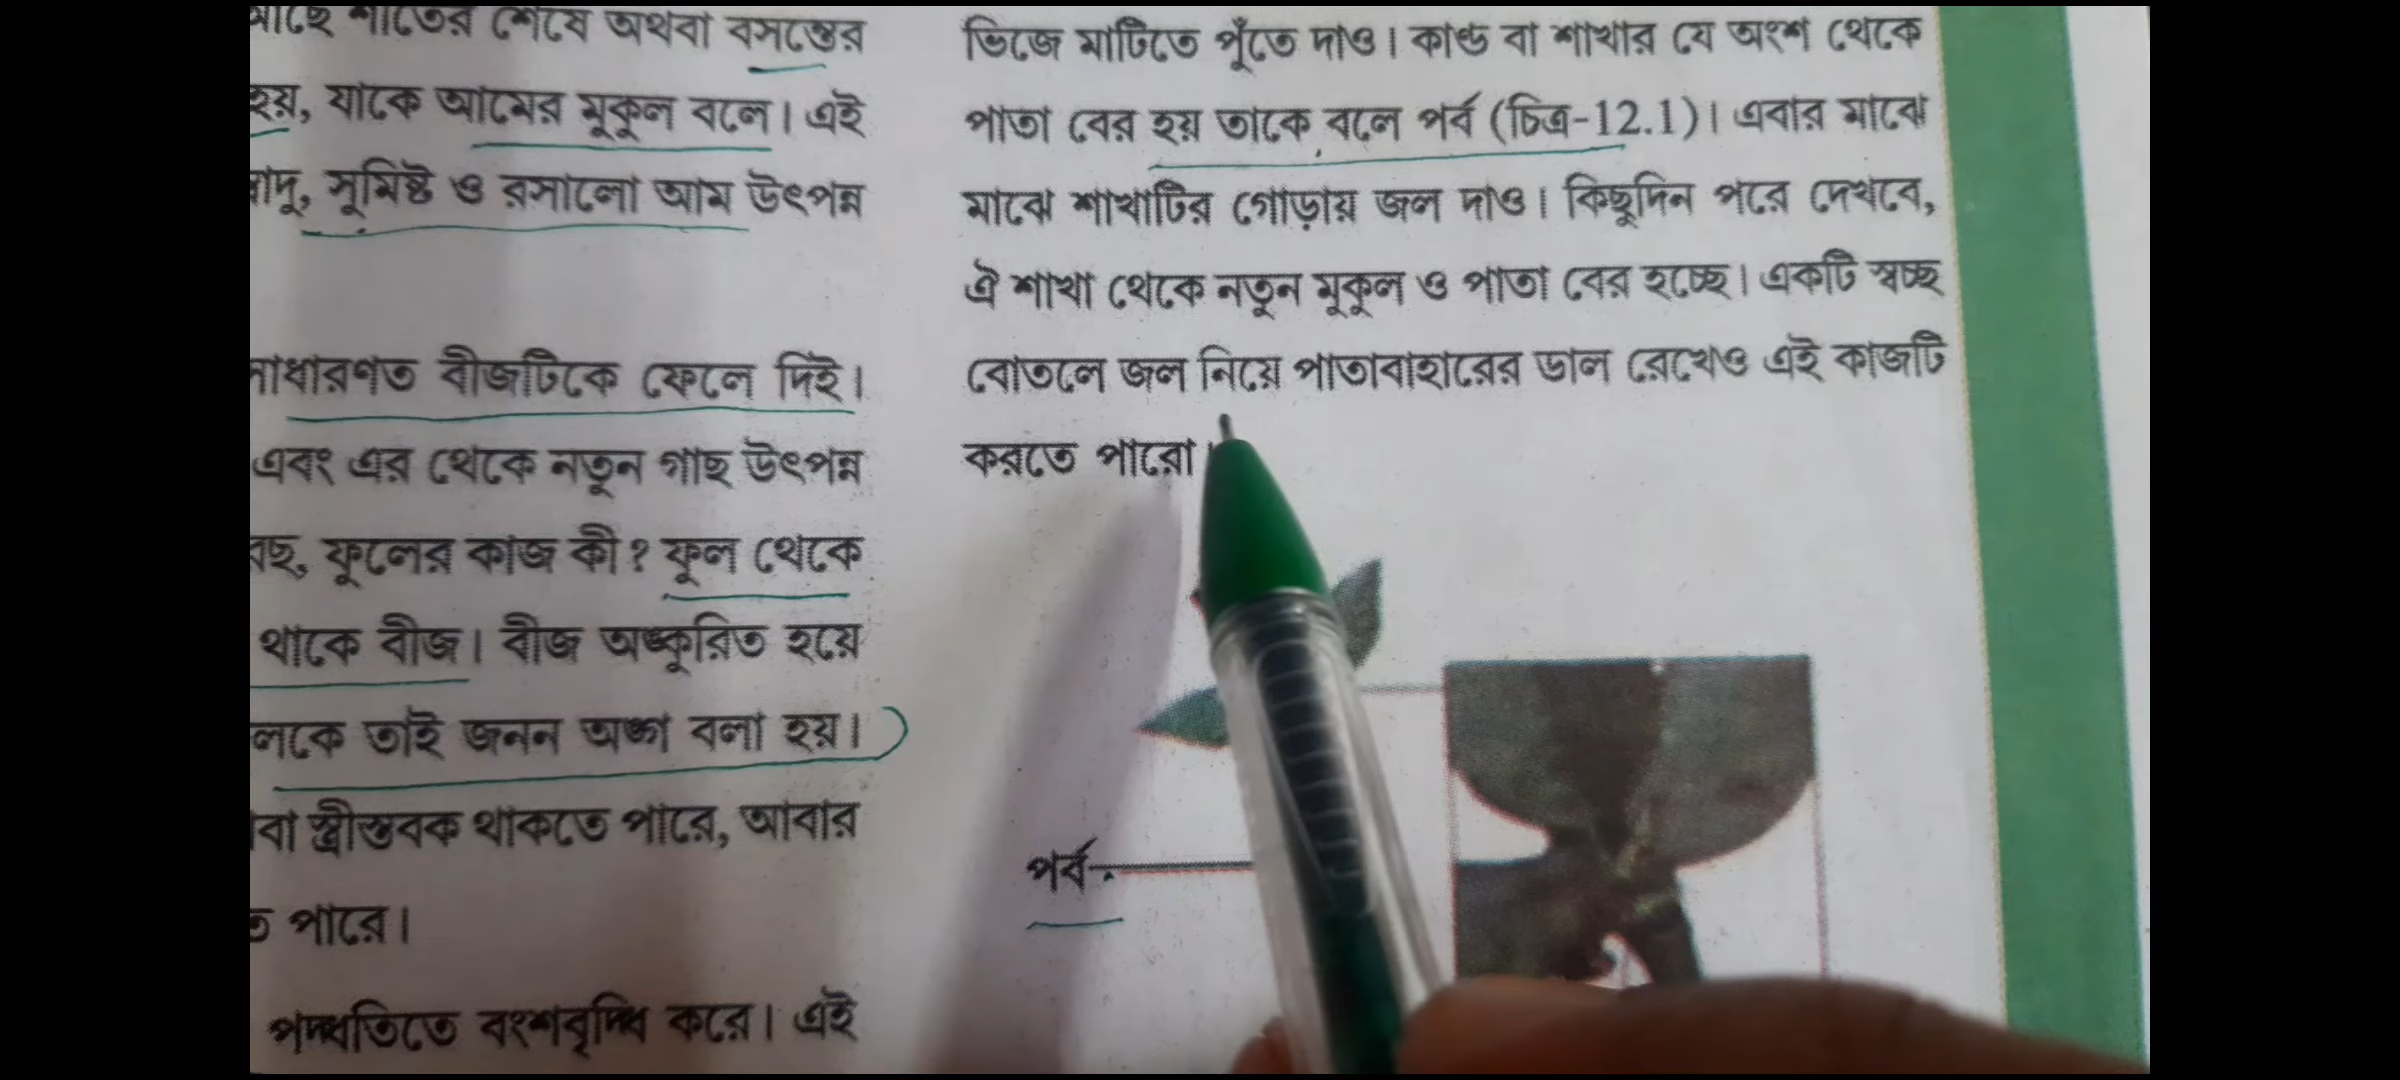 শেষে অথবা বসন্তের
হয়, যাকে আমের মুকুল বলে। এই
সুমিষ্ট ও রসালো আম উৎপন্ন
বীজটিকে ফেলে দিই।
এবং এর থেকে নতুন গাছ উৎপন্ন
ফুলের কাজ কী? ফুল থেকে
থাকে বীজ। বীজ অঙ্কুরিত হয়ে
তাই জনন অঙ্গ বলা হয়।
স্ত্রীস্তবক থাকতে পারে, আবার
পারে।
পদ্ধতিতে বংশবৃদ্ধি করে। এই
ভিজে মাটিতে পুঁতে দাও। কাণ্ড বা শাখার যে অংশ থেকে
পাতা বের হয় তাকে বলে পর্ব (চিত্র-12.1)। এবার মাঝে
মাঝে শাখাটির গোড়ায় জল দাও। কিছুদিন পরে দেখবে,
ঐ শাখা থেকে নতুন মুকুল ও পাতা বের হচ্ছে। একটি স্বচ্ছ
বোতলে জল নিয়ে পাতাবাহারের ডাল রেখেও এই কাজটি
করতে পারো।
পর্ব